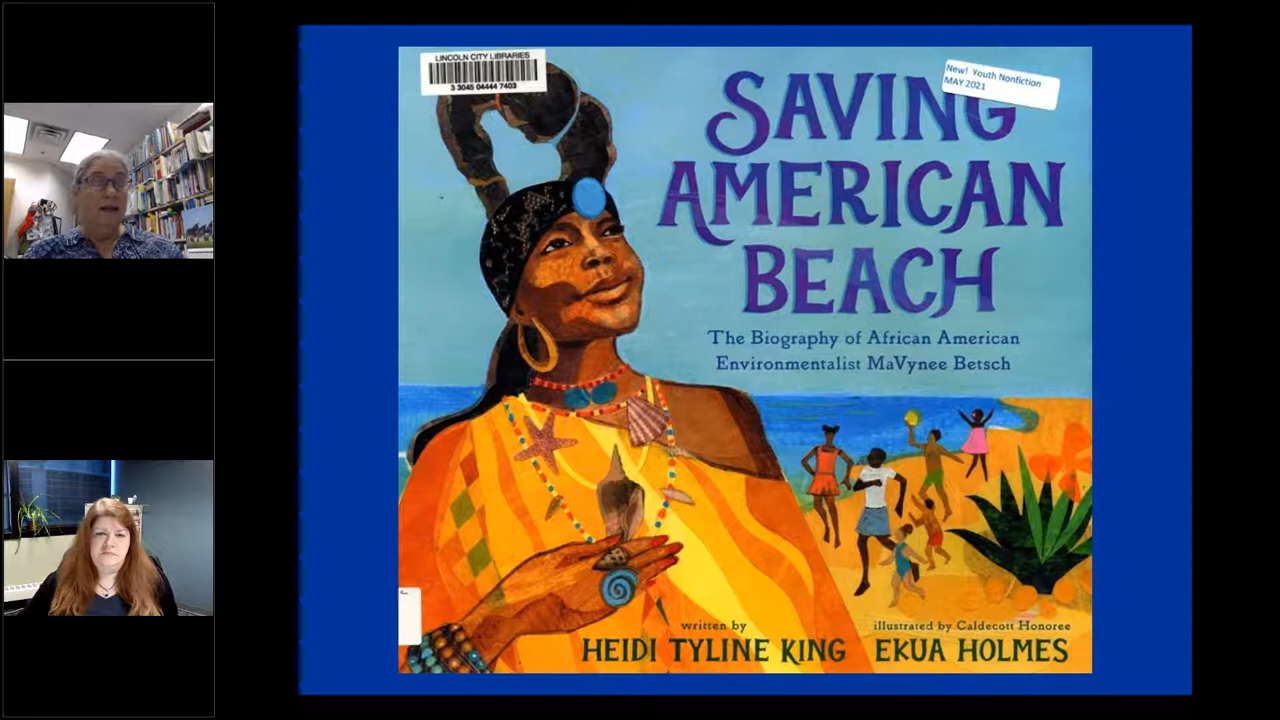 LINCOLN CITY LIBRARIES
3 3045 04444 7403
New! Youth Nonfiction
MAY 2021
SAVING
AMERICAN
BEACH
The Biography of African American
Environmentalist MaVynee Betsch
written by
HEIDI TYLINE KING
illustrated by Caldecott Honoree
EKUA HOLMES